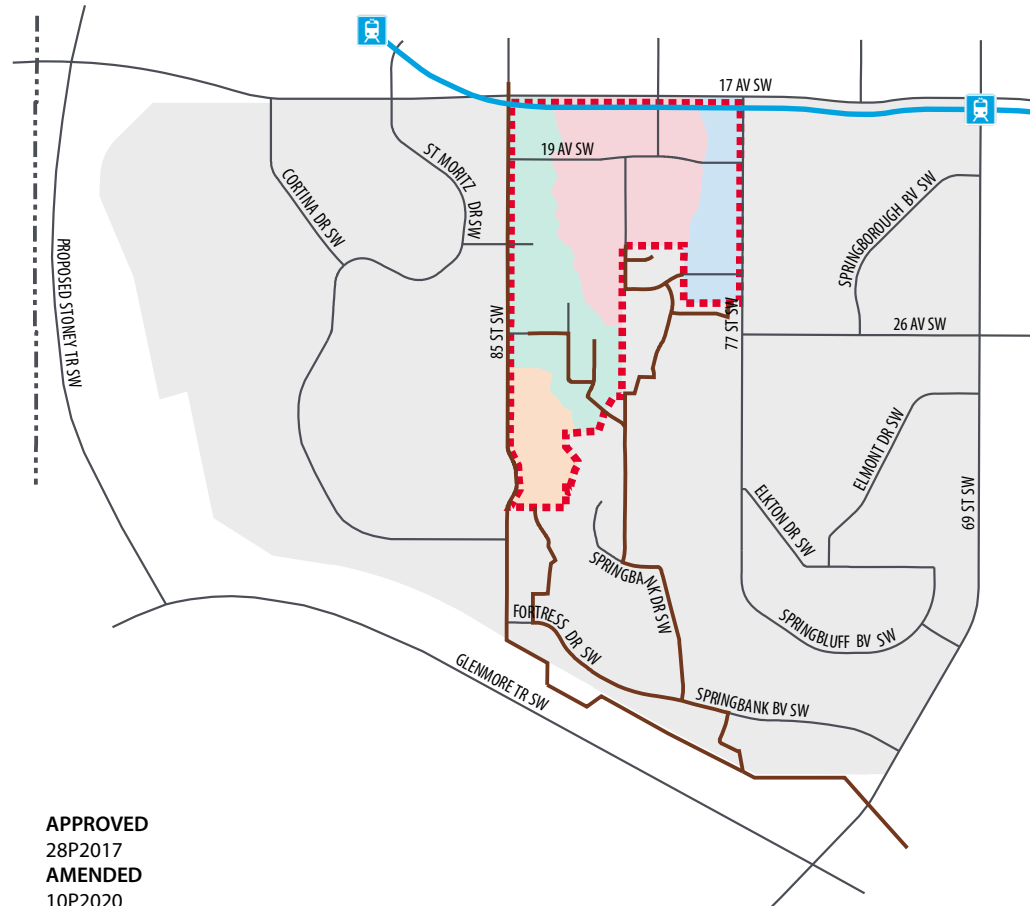 17 AV SW
19 AV SW
ST MORITZ DR SW
CORTINA DR SW
SPRINGBOROUGH BV SW
PROPOSED STONEY TR SW
85 ST SW
77 ST SW
26 AV SW
ELMONT DR SW
ELKTON DR SW
69 ST SW
SPRINGBANK DR SW
FORTRESS DR SW
SPRINGBLUFF BV SW
GLENMORE TR SW
SPRINGBANK BV SW
APPROVED
28P2017
AMENDED
10P2020